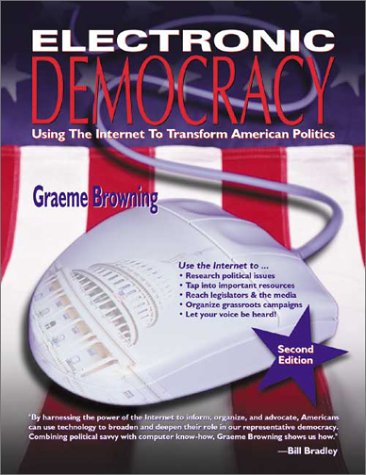 ELECTRONIC
DEMOCRACY
Using The Internet To Transform American Politics
Graeme Browning
Use the Internet to ...
• Research political issues
• Tap into important resources
• Reach legislators & the media
• Organize grassroots campaigns
• Let your voice be heard!
Second
Edition
"By harnessing the power of the Internet to inform, organize, and advocate, Americans
can use technology to broaden and deepen their role in our representative democracy.
Combining political savvy with computer know-how, Graeme Browning shows us how."
—Bill Bradley